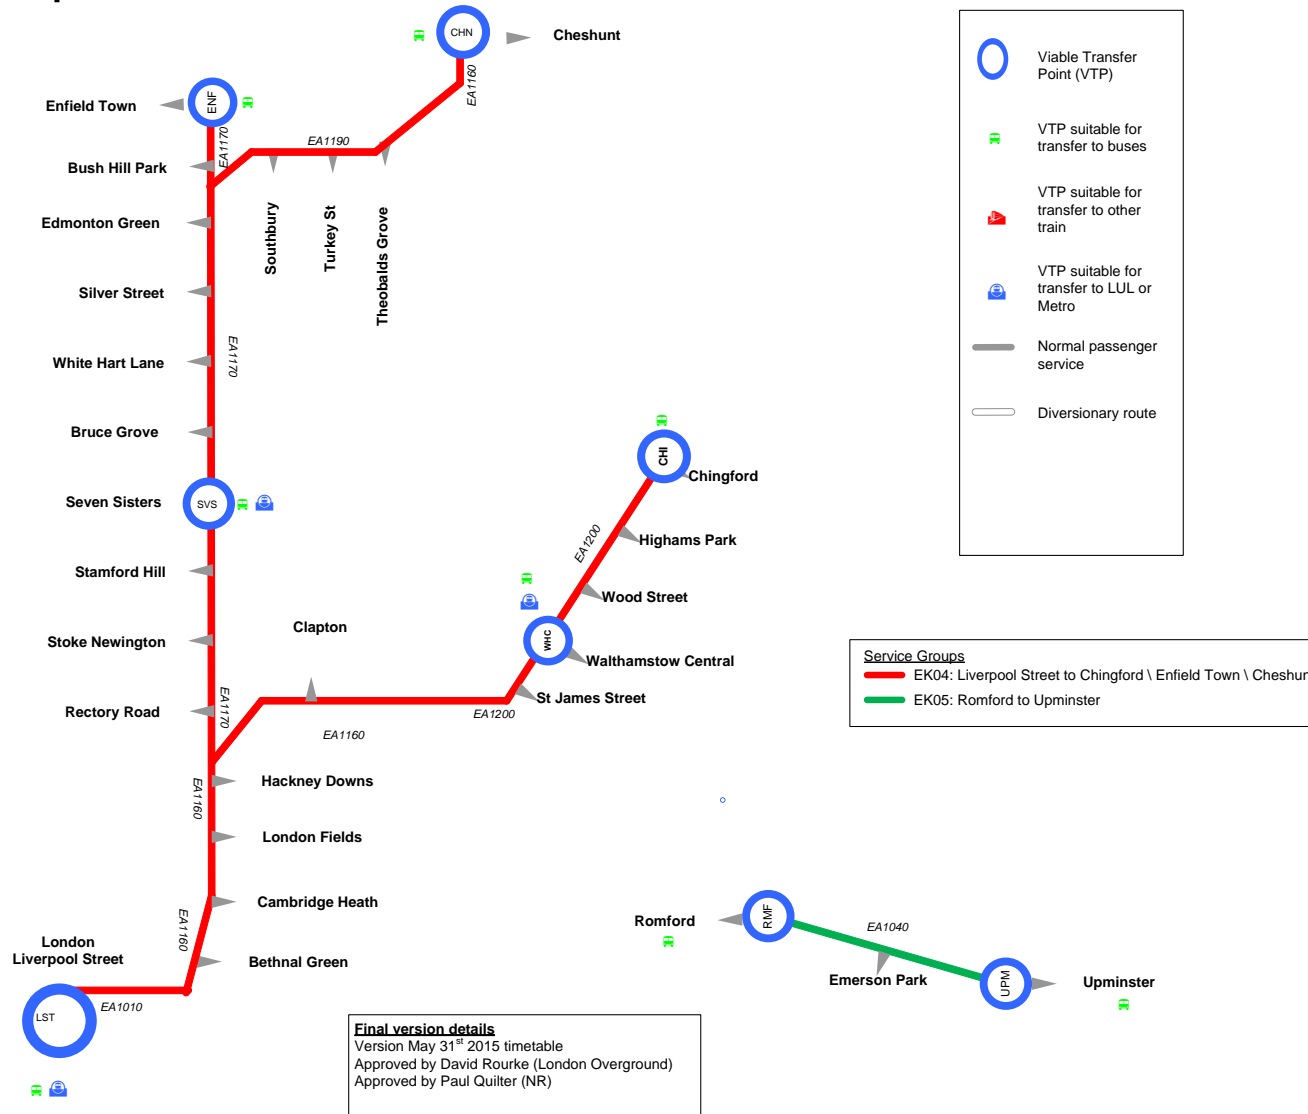 CHN
Cheshunt
EA1160
Enfield Town
ENF
EA1170
EA1190
Bush Hill Park
Edmonton Green
Southbury
Turkey St
Theobalds Grove
Silver Street
White Hart Lane
EA1170
Bruce Grove
Seven Sisters
SVS
Stamford Hill
Stoke Newington
Rectory Road
EA1170
Clapton
EA1160
EA1200
CHI
Chingford
EA1200
Highams Park
Wood Street
WHC
Walthamstow Central
St James Street
Hackney Downs
EA1160
London Fields
Cambridge Heath
EA1160
Bethnal Green
London
Liverpool Street
LST
EA1010
Viable Transfer
Point (VTP)
VTP suitable for
transfer to buses
VTP suitable for
transfer to other
train
VTP suitable for
transfer to LUL or
Metro
Normal passenger
service
Diversionary route
Service Groups
EK04: Liverpool Street to Chingford \ Enfield Town \ Cheshun
EK05: Romford to Upminster
Romford
RMF
EA1040
Emerson Park
UPM
Upminster
Final version details
Version May 31st 2015 timetable
Approved by David Rourke (London Overground)
Approved by Paul Quilter (NR)